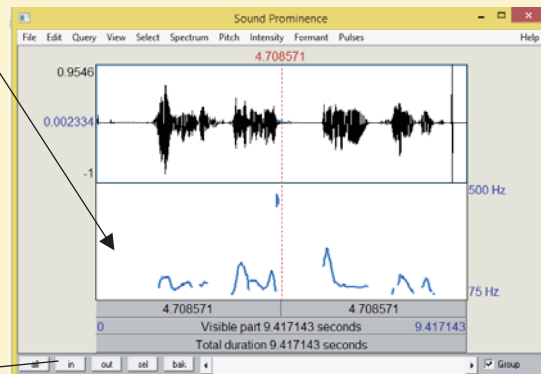 Sound Prominence
File Edit Query View Select Spectrum Pitch Intensity Formant Pulses Help
4.708571
0.9546
0.002334
-1
500 Hz
75 Hz
4.708571 4.708571
0 Visible part 9.417143 seconds 9.417143
Total duration 9.417143 seconds
all in out sel bak Group